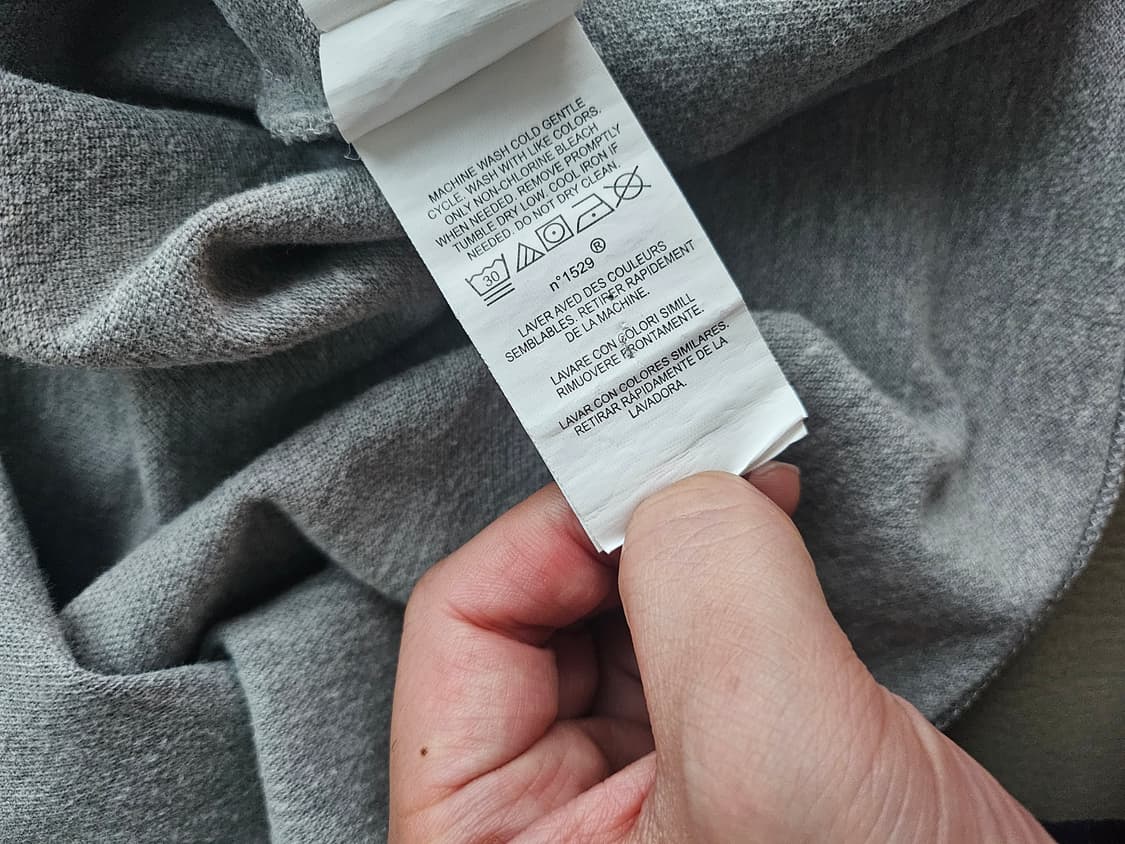 MACHINE WASH COLD GENTLE
CYCLE. WASH WITH LIKE COLORS.
ONLY NON-CHLORINE BLEACH
WHEN NEEDED. REMOVE PROMPTLY
TUMBLE DRY LOW. COOL IRON IF
NEEDED. DO NOT DRY CLEAN.
30
n°1529 ®
LAVER AVED DES COULEURS
SEMBLABLES. RETIRER RAPIDEMENT
DE LA MACHINE.
LAVARE CON COLORI SIMILL
RIMUOVERE PRONTAMENTE.
LAVAR CON COLORES SIMILARES.
RETIRAR RÁPIDAMENTE DE LA
LAVADORA.